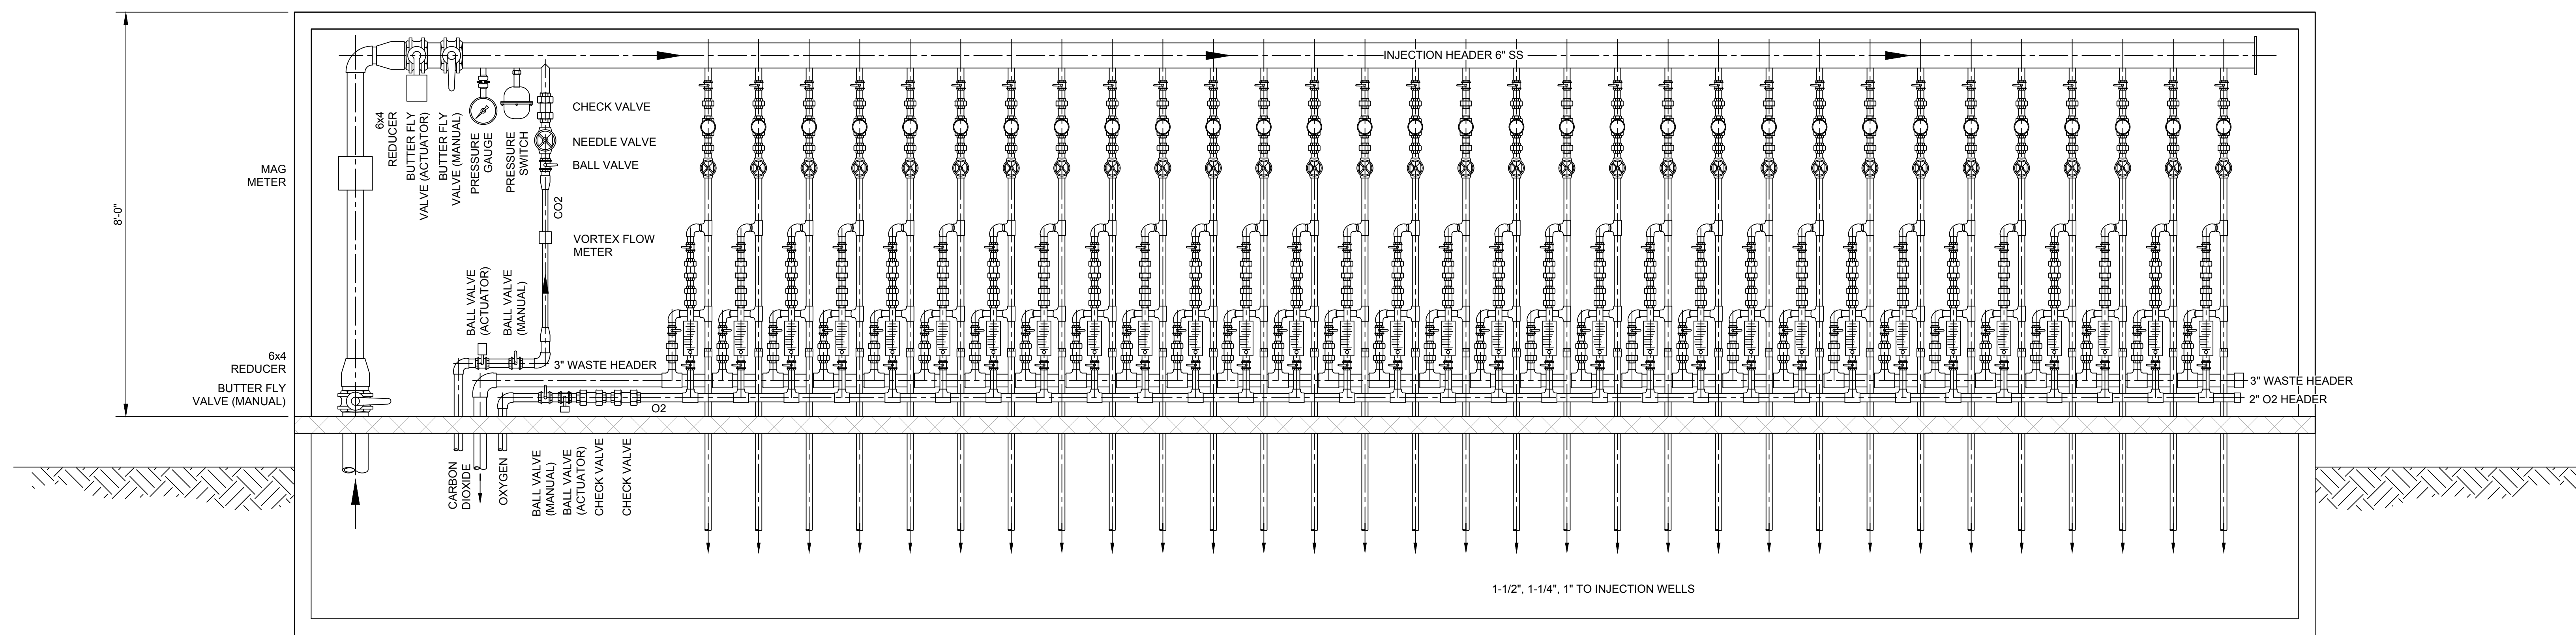 INJECTION HEADER 6" SS
6x4
REDUCER
BUTTER FLY
VALVE (ACTUATOR)
BUTTER FLY
VALVE (MANUAL)
PRESSURE
GAUGE
PRESSURE
SWITCH
CHECK VALVE
NEEDLE VALVE
BALL VALVE
MAG
METER
8'-0"
CO2
VORTEX FLOW
METER
BALL VALVE
(ACTUATOR)
BALL VALVE
(MANUAL)
6x4
REDUCER
3" WASTE HEADER
BUTTER FLY
VALVE (MANUAL)
O2
3" WASTE HEADER
2" O2 HEADER
CARBON
DIOXIDE
OXYGEN
BALL VALVE
(MANUAL)
BALL VALVE
(ACTUATOR)
CHECK VALVE
CHECK VALVE
1-1/2", 1-1/4", 1" TO INJECTION WELLS